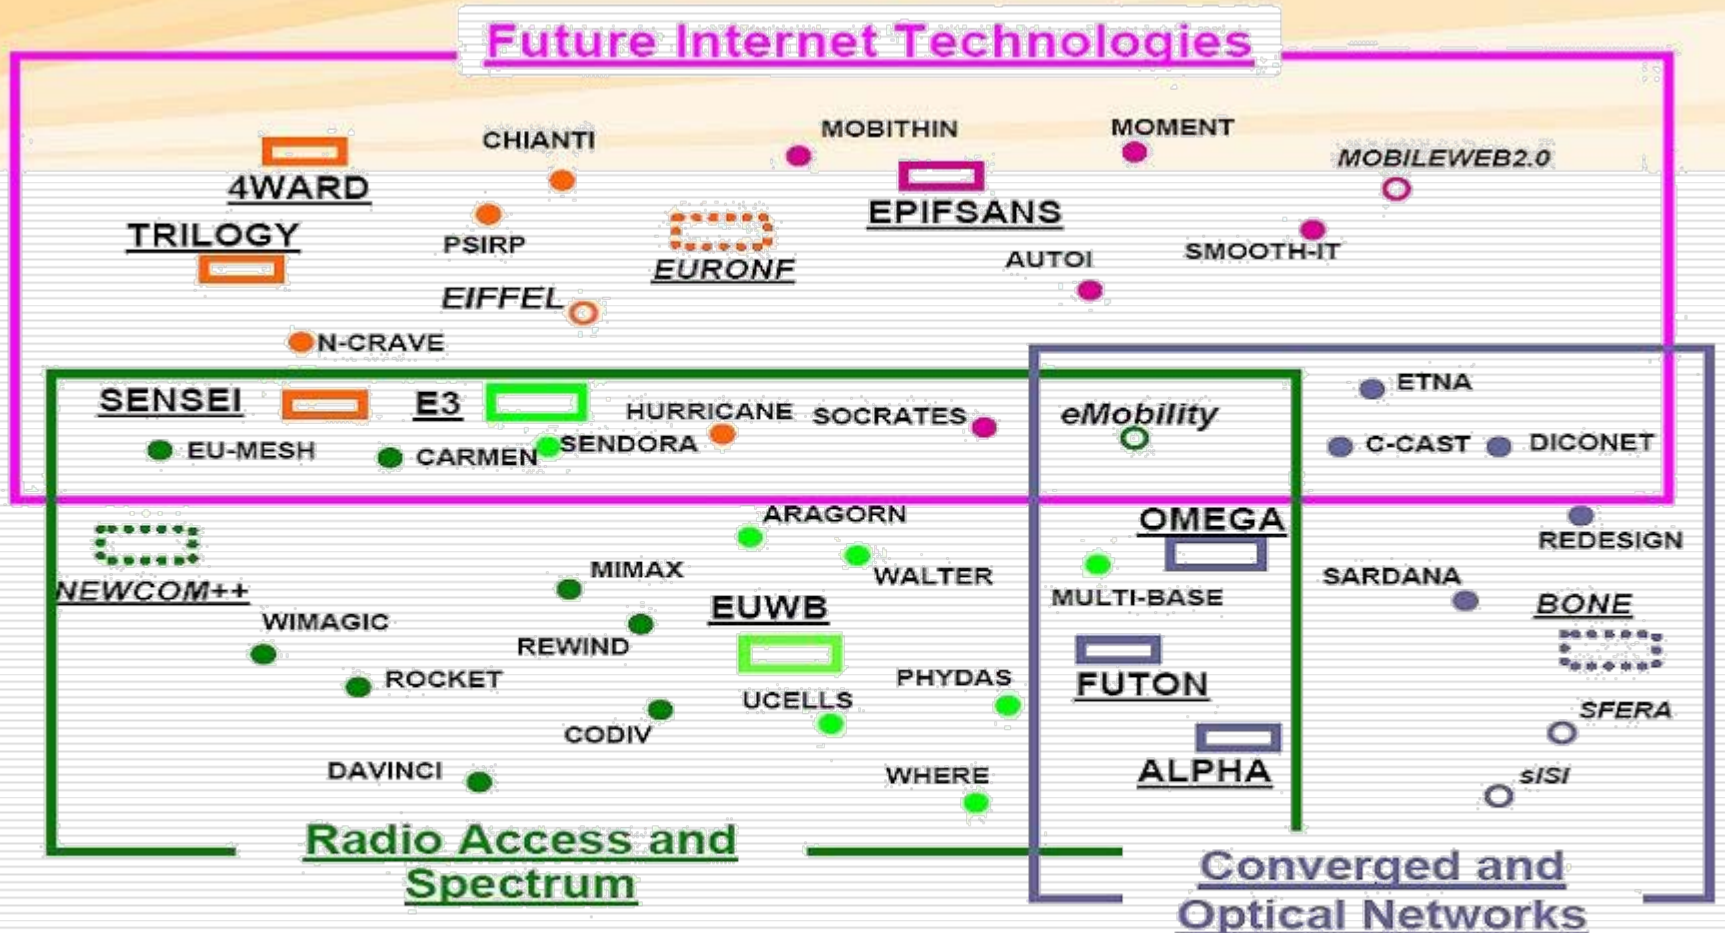 Future Internet Technologies
MOBITHIN
MOMENT
CHIANTI
MOBILEWEB2.0
4WARD
EPIFSANS
TRILOGY
PSIRP
SMOOTH-IT
AUTOI
EURONF
EIFFEL
N-CRAVE
ETNA
SENSEI
E3
HURRICANE
SOCRATES
eMobility
EU-MESH
CARMEN
SENDORA
C-CAST
DICONET
ARAGORN
OMEGA
REDESIGN
MIMAX
WALTER
SARDANA
NEWCOM++
MULTI-BASE
BONE
EUWB
WIMAGIC
REWIND
ROCKET
PHYDAS
FUTON
UCELLS
SFERA
CODIV
DAVINCI
WHERE
ALPHA
sISI
Radio Access and
Spectrum
Converged and
Optical Networks